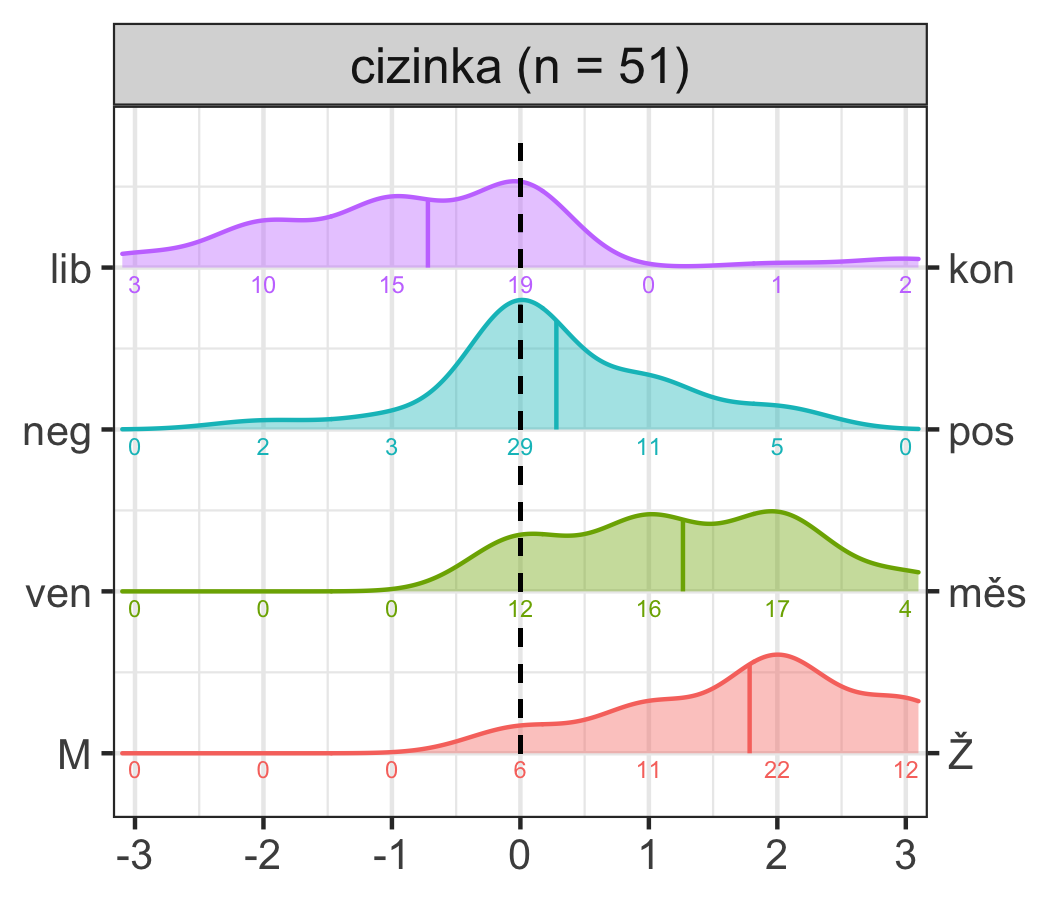 cizinka (n = 51)
lib kon
3 10 15 19 0 1 2
neg pos
0 2 3 29 11 5 0
ven měs
0 0 0 12 16 17 4
M Ž
0 0 0 6 11 22 12
-3 -2 -1 0 1 2 3